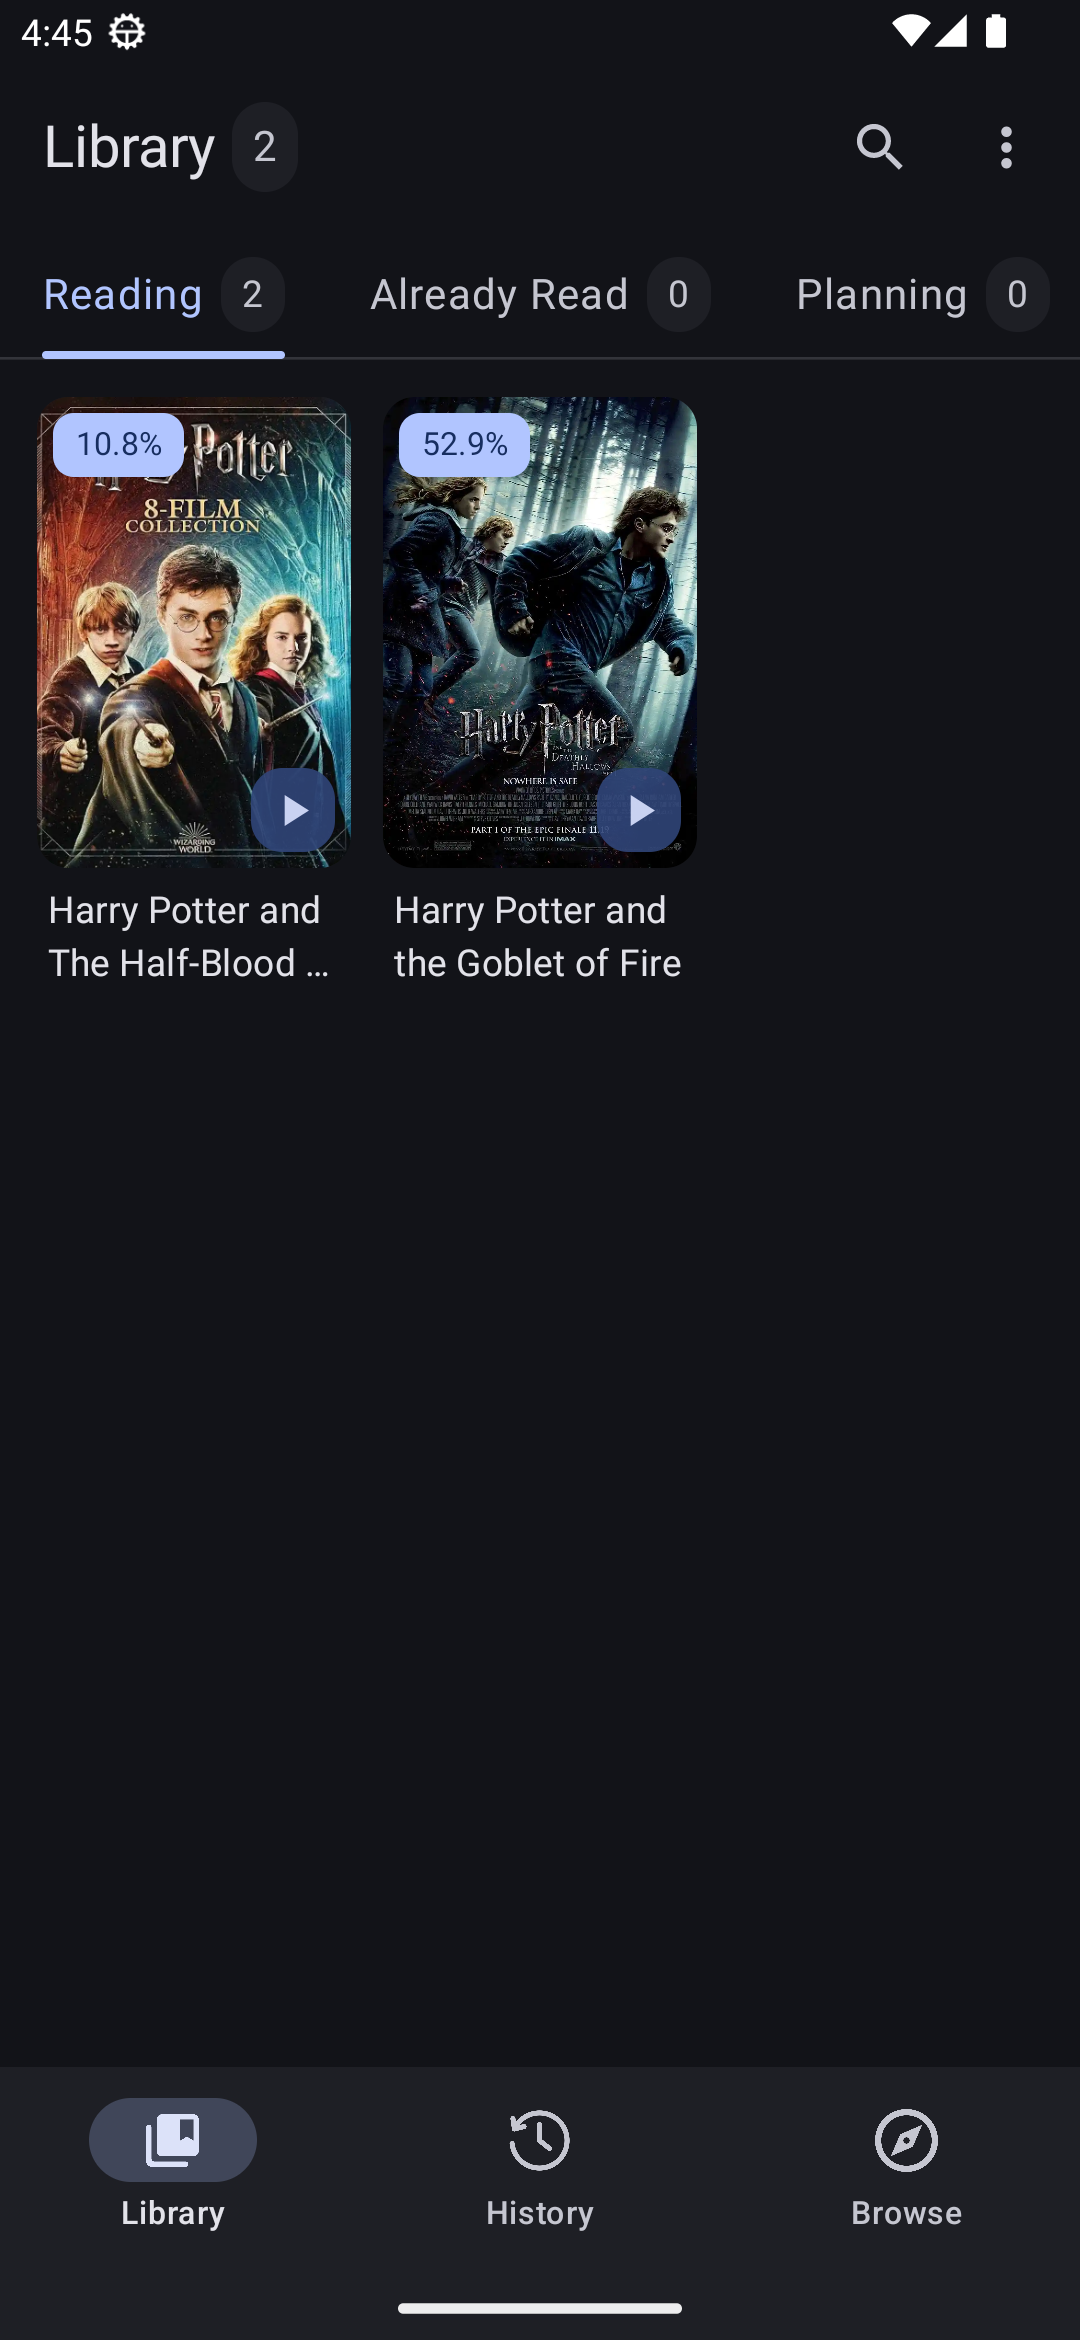 4:45
Library 2
Reading 2 Already Read 0 Planning 0
10.8%
Potter
8-FILM
COLLECTION
WIZARDING
WORLD
52.9%
Harry Potter
DEATHLY
HALLOWS
NOWHERE IS SAFE
PART 1 OF THE EPIC FINALE 11.19
Harry Potter and
The Half-Blood ...
Harry Potter and
the Goblet of Fire
Library
History
Browse